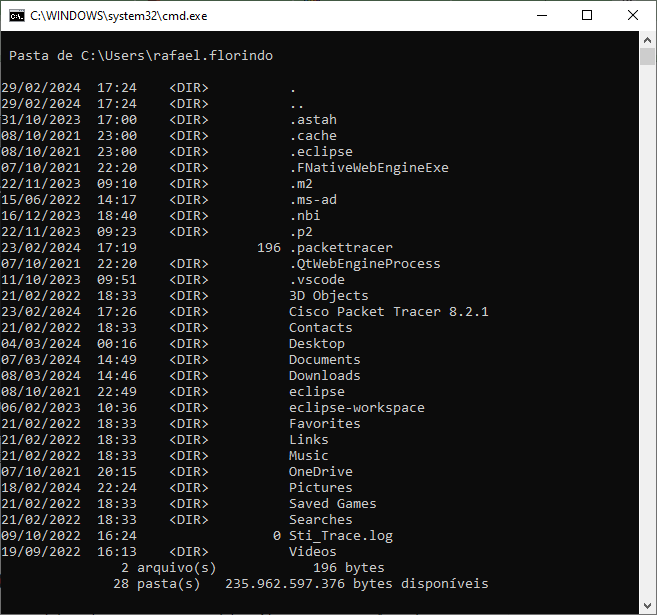 C:\WINDOWS\system32\cmd.exe
Pasta de C:\Users\rafael.florindo
29/02/2024  17:24    <DIR>          .
29/02/2024  17:24    <DIR>          ..
31/10/2023  17:00    <DIR>          .astah
08/10/2021  23:00    <DIR>          .cache
08/10/2021  23:00    <DIR>          .eclipse
07/10/2021  22:20    <DIR>          .FNativeWebEngineExe
22/11/2023  09:10    <DIR>          .m2
15/06/2022  14:17    <DIR>          .ms-ad
16/12/2023  18:40    <DIR>          .nbi
22/11/2023  09:23    <DIR>          .p2
23/02/2024  17:19               196 .packettracer
07/10/2021  22:20    <DIR>          .QtWebEngineProcess
11/10/2023  09:51    <DIR>          .vscode
21/02/2022  18:33    <DIR>          3D Objects
23/02/2024  17:26    <DIR>          Cisco Packet Tracer 8.2.1
21/02/2022  18:33    <DIR>          Contacts
04/03/2024  00:16    <DIR>          Desktop
07/03/2024  14:49    <DIR>          Documents
08/03/2024  14:46    <DIR>          Downloads
08/10/2021  22:49    <DIR>          eclipse
06/02/2023  10:36    <DIR>          eclipse-workspace
21/02/2022  18:33    <DIR>          Favorites
21/02/2022  18:33    <DIR>          Links
21/02/2022  18:33    <DIR>          Music
07/10/2021  20:15    <DIR>          OneDrive
18/02/2024  22:24    <DIR>          Pictures
21/02/2022  18:33    <DIR>          Saved Games
21/02/2022  18:33    <DIR>          Searches
09/10/2022  16:24                 0 Sti_Trace.log
19/09/2022  16:13    <DIR>          Videos
2 arquivo(s)            196 bytes
28 pasta(s)   235.962.597.376 bytes disponíveis